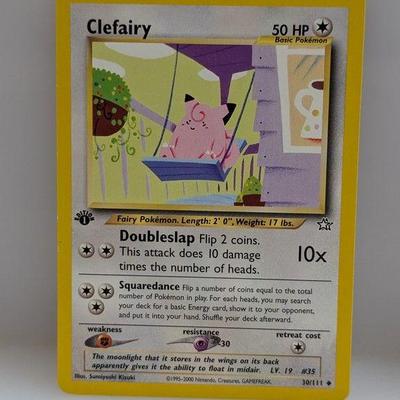 Clefairy 50 HP
Basic Pokémon
EDITION
1
Fairy Pokémon. Length: 2' 0", Weight: 17 lbs.
Doubleslap Flip 2 coins.
This attack does 10 damage
times the number of heads.
10x
Squaredance Flip a number of coins equal to the total
number of Pokémon in play. For each heads, you may search
your deck for a basic Energy card, show it to your opponent,
and put it into your hand. Shuffle your deck afterward.
weakness resistance retreat cost
-30
The moonlight that it stores in the wings on its back
apparently gives it the ability to float in midair. LV. 19 #35
Illus. Sumiyoshi Kizuki ©1995-2000 Nintendo, Creatures, GAMEFREAK. 30/111